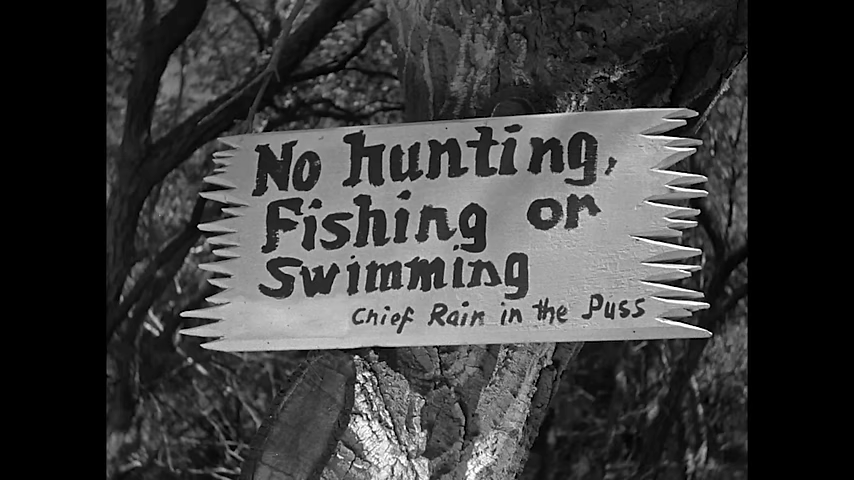 No hunting,
Fishing or
Swimming
Chief Rain in the Puss